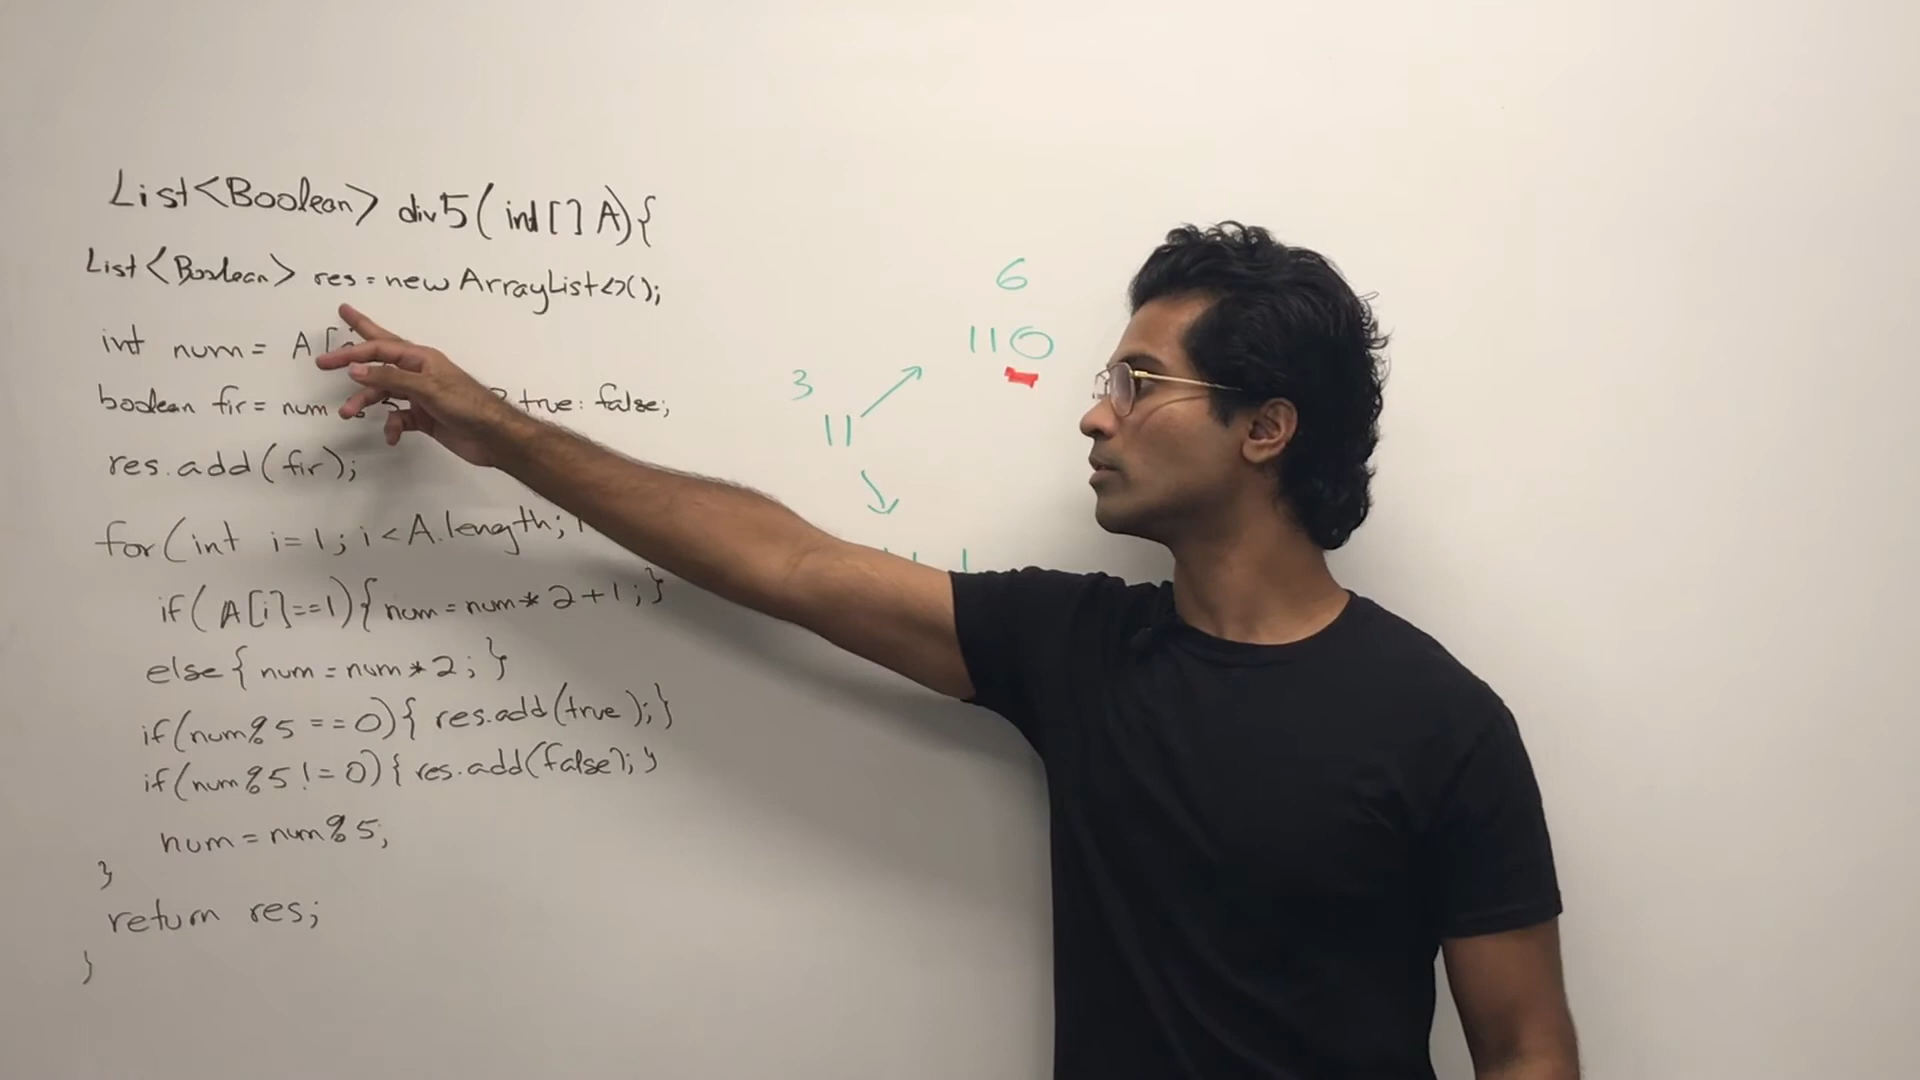 List<Boolean> div5(int[] A){
List<Boolean> res = new ArrayList<>();
int num = A[
boolean fir = num true: false;
res.add(fir);
for(int i=1; i<A.length;
if(A[i]==1){num=num*2+1;}
else{num=num*2;}
if(num%5==0){res.add(true);}
if(num%5!=0){res.add(false);}
num=num%5;
}
return res;
}
6
110
3
11